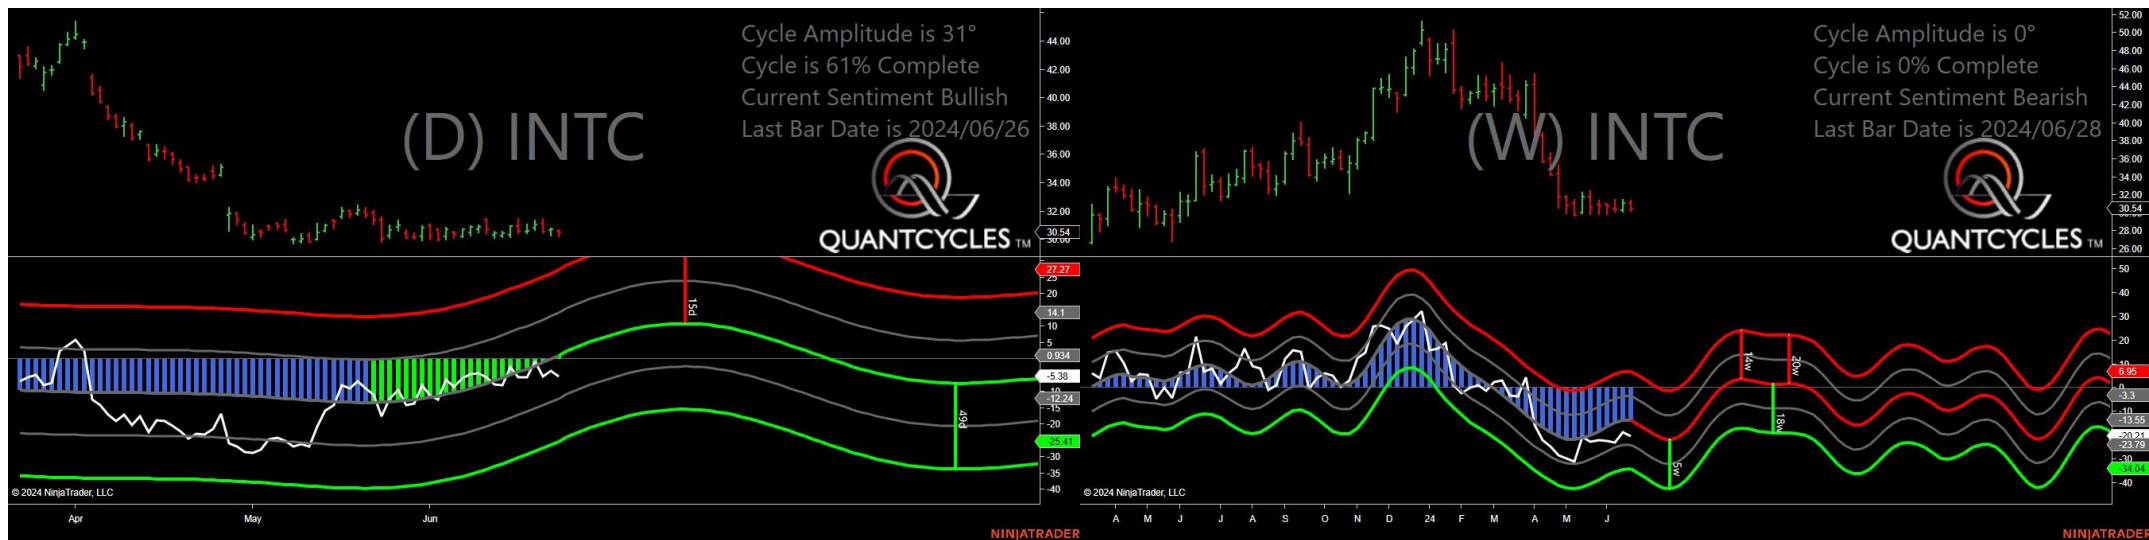 Cycle Amplitude is 31°
Cycle is 61% Complete
Current Sentiment Bullish
Last Bar Date is 2024/06/26
(D) INTC
QUANTCYCLES TM
44.00
42.00
40.00
38.00
36.00
34.00
32.00
30.54
30.00
27.27
25
20
14.1
10
5
0.934
-5.38
-12.24
-15
-20
-25.41
-30
-35
-40
15d
49d
© 2024 NinjaTrader, LLC
Apr May Jun
NINJATRADER
Cycle Amplitude is 0°
Cycle is 0% Complete
Current Sentiment Bearish
Last Bar Date is 2024/06/28
(W) INTC
QUANTCYCLES TM
52.00
50.00
48.00
46.00
44.00
42.00
40.00
38.00
36.00
34.00
32.00
30.54
28.00
26.00
50
40
30
20
10
6.95
0
-3.3
-10
-13.55
-20.21
-23.79
-30
-34.04
-40
14w
20w
18w
5w
© 2024 NinjaTrader, LLC
A M J J A S O N D 24 F M A M J
NINJATRADER